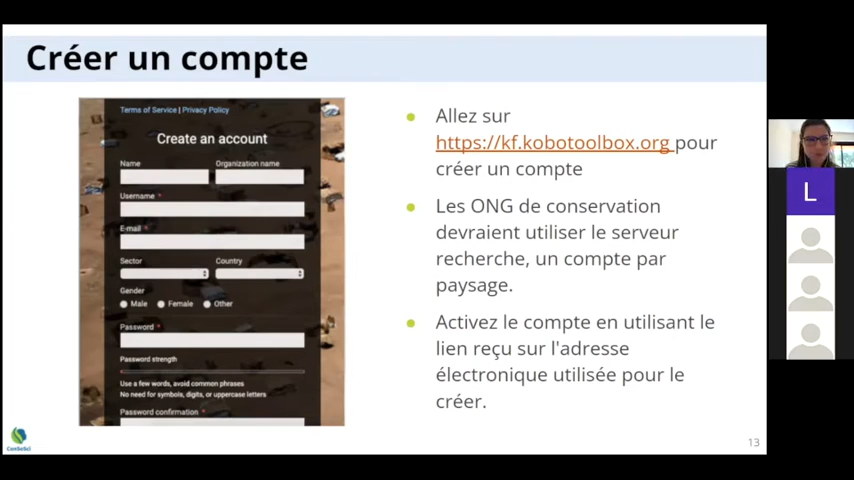 Créer un compte
Terms of Service | Privacy Policy
Create an account
Name Organization name
Username *
E-mail *
Sector Country
Gender
Male Female Other
Password *
Password strength
Use a few words, avoid common phrases
No need for symbols, digits, or uppercase letters
Password confirmation *
Allez sur
https://kf.kobotoolbox.org pour
créer un compte
Les ONG de conservation
devraient utiliser le serveur
recherche, un compte par
paysage.
Activez le compte en utilisant le
lien reçu sur l'adresse
électronique utilisée pour le
créer.
L
ConSoSci
13